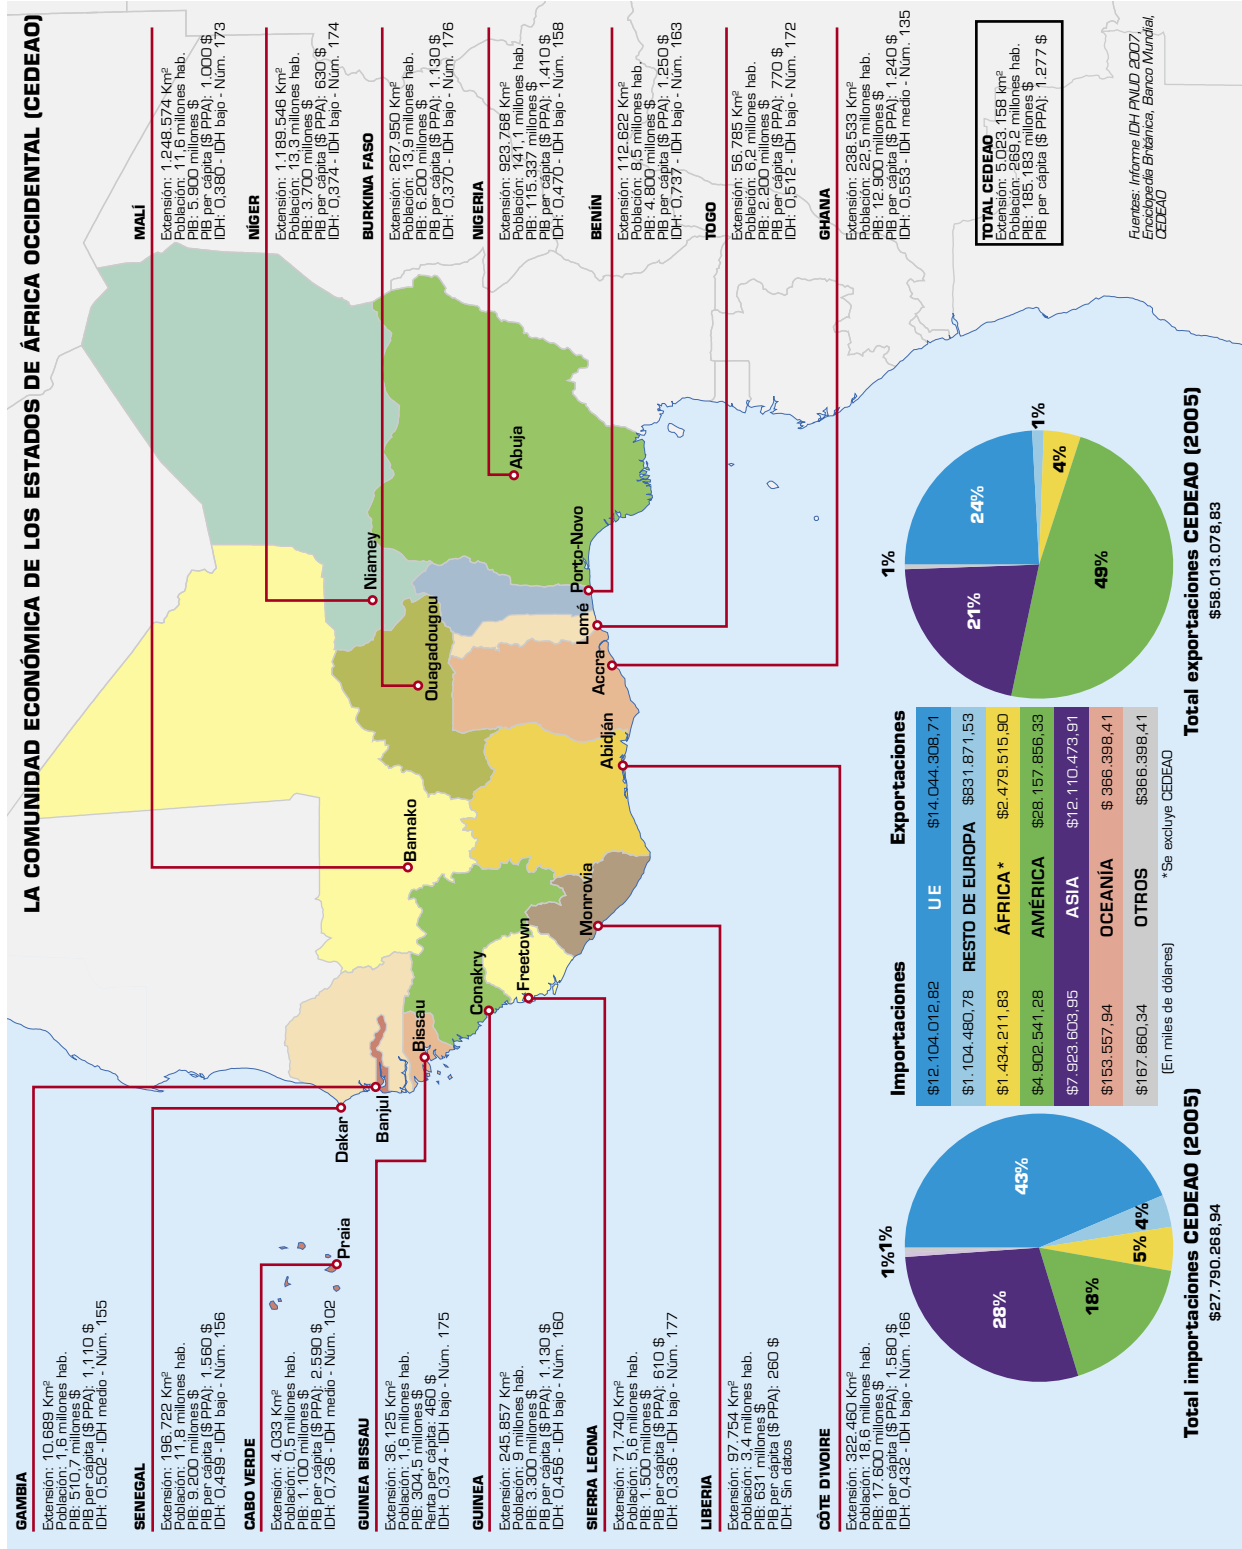 LA COMUNIDAD ECONÓMICA DE LOS ESTADOS DE ÁFRICA OCCIDENTAL (CEDEAO)
GAMBIA
Extensión: 10.689 Km²
Población: 1,6 millones hab.
PIB: 510,7 millones $
PIB per cápita ($ PPA): 1,110 $
IDH: 0,502 - IDH medio - Núm. 155
SENEGAL
Extensión: 196.722 Km²
Población: 11,8 millones hab.
PIB: 9.200 millones $
PIB per cápita ($ PPA): 1.560 $
IDH: 0,499 - IDH bajo - Núm. 156
CABO VERDE
Extensión: 4.033 Km²
Población: 0,5 millones hab.
PIB: 1.100 millones $
PIB per cápita ($ PPA): 2.590 $
IDH: 0,736 - IDH medio - Núm. 102
GUINEA BISSAU
Extensión: 36.125 Km²
Población: 1,6 millones hab.
PIB: 304,5 millones $
Renta per cápita: 460 $
IDH: 0,374 - IDH bajo - Núm. 175
GUINEA
Extensión: 245.857 Km²
Población: 9 millones hab.
PIB: 3.300 millones $
PIB per cápita ($ PPA): 1.130 $
IDH: 0,456 - IDH bajo - Núm. 160
SIERRA LEONA
Extensión: 71.740 Km²
Población: 5,6 millones hab.
PIB: 1.500 millones $
PIB per cápita ($ PPA): 610 $
IDH: 0,336 - IDH bajo - Núm. 177
LIBERIA
Extensión: 97.754 Km²
Población: 3,4 millones hab.
PIB: 631 millones $
PIB per cápita ($ PPA): 260 $
IDH: Sin datos
CÔTE D'IVOIRE
Extensión: 322.460 Km²
Población: 18,6 millones hab.
PIB: 17.600 millones $
PIB per cápita ($ PPA): 1.580 $
IDH: 0,432 - IDH bajo - Núm. 166
Praia
Dakar
Banjul
Bissau
Conakry
Freetown
Monrovia
Bamako
Abidján
Ouagadougou
Accra
Niamey
Lomé
Porto-Novo
Abuja
MALÍ
Extensión: 1.248.574 Km²
Población: 11,6 millones hab.
PIB: 5.900 millones $
PIB per cápita ($ PPA): 1.000 $
IDH: 0,380 - IDH bajo - Núm. 173
NÍGER
Extensión: 1.189.546 Km²
Población: 13,3 millones hab.
PIB: 3.700 millones $
PIB per cápita ($ PPA): 630 $
IDH: 0,374 - IDH bajo - Núm. 174
BURKINA FASO
Extensión: 267.950 Km²
Población: 13,9 millones hab.
PIB: 6.200 millones $
PIB per cápita ($ PPA): 1.130 $
IDH: 0,370 - IDH bajo - Núm. 176
NIGERIA
Extensión: 923.768 Km²
Población: 141,1 millones hab.
PIB: 115.337 millones $
PIB per cápita ($ PPA): 1.410 $
IDH: 0,470 - IDH bajo - Núm. 158
BENÍN
Extensión: 112.622 Km²
Población: 8,5 millones hab.
PIB: 4.800 millones $
PIB per cápita ($ PPA): 1.250 $
IDH: 0,737 - IDH bajo - Núm. 163
TOGO
Extensión: 56.785 Km²
Población: 6,2 millones hab.
PIB: 2.200 millones $
PIB per cápita ($ PPA): 770 $
IDH: 0,512 - IDH bajo - Núm. 172
GHANA
Extensión: 238.533 Km²
Población: 22,5 millones hab.
PIB: 12.900 millones $
PIB per cápita ($ PPA): 1.240 $
IDH: 0,553 - IDH medio - Núm. 135
TOTAL CEDEAO
Extensión: 5.023.158 Km²
Población: 269,2 millones hab.
PIB: 185.183 millones $
PIB per cápita ($ PPA): 1.277 $
Fuentes: Informe IDH PNUD 2007,
Enciclopedia Británica, Banco Mundial,
CEDEAO
1%1%
43%
28%
18%
5%
4%
Total importaciones CEDEAO (2005)
$27.790.268,94
Importaciones Exportaciones
$12.104.012,82 UE $14.044.308,71
$1.104.480,78 RESTO DE EUROPA $831.871,53
$1.434.211,83 ÁFRICA* $2.479.515,90
$4.902.541,28 AMÉRICA $28.157.856,33
$7.923.603,95 ASIA $12.110.473,91
$153.557,94 OCEANÍA $ 366.398,41
$167.860,34 OTROS $366.398,41
(En miles de dólares) *Se excluye CEDEAO
1%
21%
24%
1%
4%
49%
Total exportaciones CEDEAO (2005)
$58.013.078,83